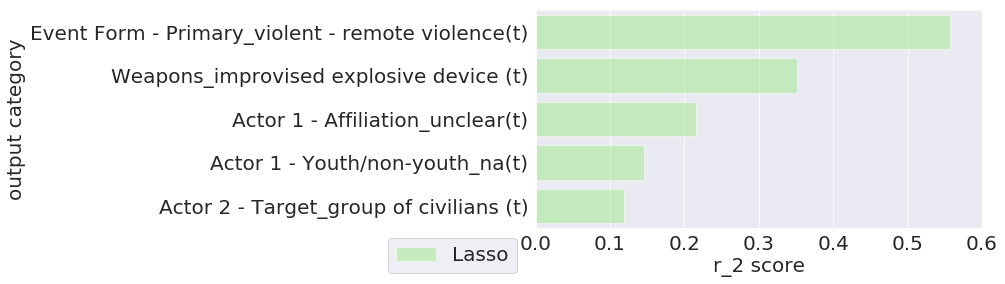 output category
Event Form - Primary_violent - remote violence(t)
Weapons_improvised explosive device (t)
Actor 1 - Affiliation_unclear(t)
Actor 1 - Youth/non-youth_na(t)
Actor 2 - Target_group of civilians (t)
0.0 0.1 0.2 0.3 0.4 0.5 0.6
r_2 score
Lasso